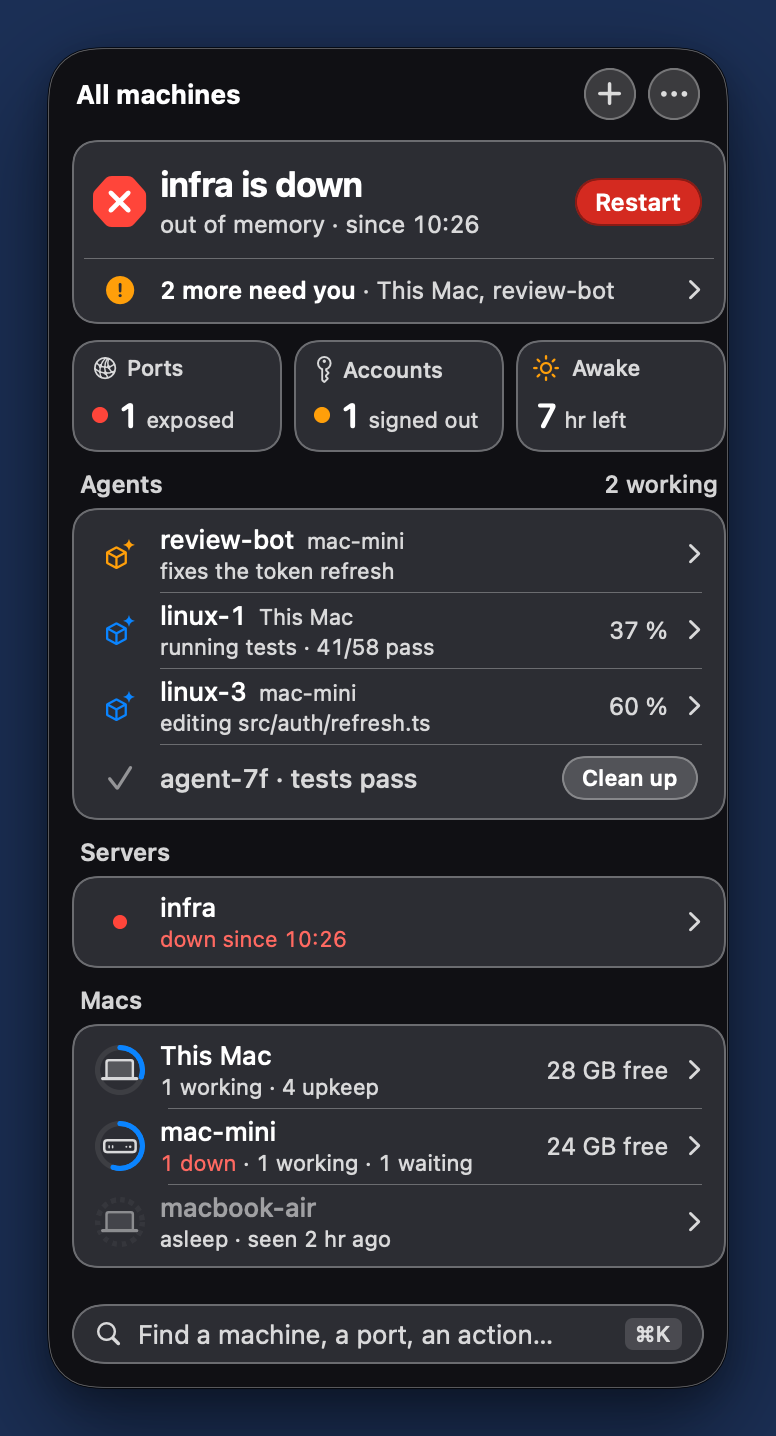 All machines
infra is down
out of memory · since 10:26
Restart
2 more need you · This Mac, review-bot
Ports
1 exposed
Accounts
1 signed out
Awake
7 hr left
Agents
2 working
review-bot mac-mini
fixes the token refresh
linux-1 This Mac
running tests · 41/58 pass
37 %
linux-3 mac-mini
editing src/auth/refresh.ts
60 %
agent-7f · tests pass
Clean up
Servers
infra
down since 10:26
Macs
This Mac
1 working · 4 upkeep
28 GB free
mac-mini
1 down · 1 working · 1 waiting
24 GB free
macbook-air
asleep · seen 2 hr ago
Find a machine, a port, an action...
⌘K